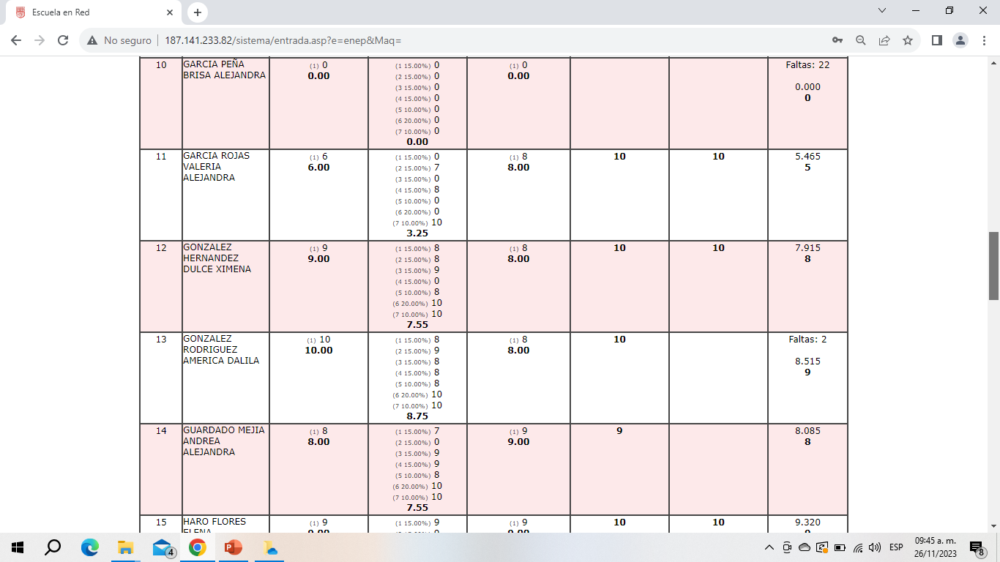 Escuela en Red
No seguro
187.141.233.82/sistema/entrada.asp?e=enep&Maq=
10
GARCIA PEÑA
BRISA ALEJANDRA
(1) 0
0.00
(1 15.00%) 0
(2 15.00%) 0
(3 15.00%) 0
(4 15.00%) 0
(5 10.00%) 0
(6 20.00%) 0
(7 10.00%) 0
0.00
(1) 0
0.00
Faltas: 22
0.000
0
11
GARCIA ROJAS
VALERIA
ALEJANDRA
(1) 6
6.00
(1 15.00%) 0
(2 15.00%) 7
(3 15.00%) 0
(4 15.00%) 8
(5 10.00%) 0
(6 20.00%) 0
(7 10.00%) 10
3.25
(1) 8
8.00
10
10
5.465
5
12
GONZALEZ
HERNANDEZ
DULCE XIMENA
(1) 9
9.00
(1 15.00%) 8
(2 15.00%) 8
(3 15.00%) 9
(4 15.00%) 0
(5 10.00%) 8
(6 20.00%) 10
(7 10.00%) 10
7.55
(1) 8
8.00
10
10
7.915
8
13
GONZALEZ
RODRIGUEZ
AMERICA DALILA
(1) 10
10.00
(1 15.00%) 8
(2 15.00%) 9
(3 15.00%) 8
(4 15.00%) 8
(5 10.00%) 8
(6 20.00%) 10
(7 10.00%) 10
8.75
(1) 8
8.00
10
Faltas: 2
8.515
9
14
GUARDADO MEJIA
ANDREA
ALEJANDRA
(1) 8
8.00
(1 15.00%) 7
(2 15.00%) 0
(3 15.00%) 9
(4 15.00%) 9
(5 10.00%) 8
(6 20.00%) 10
(7 10.00%) 10
7.55
(1) 9
9.00
9
8.085
8
15
HARO FLORES
ELENA
(1) 9
9.00
(1 15.00%) 9
(1) 9
9.00
10
10
9.320
4
ESP
09:45 a. m.
26/11/2023
8